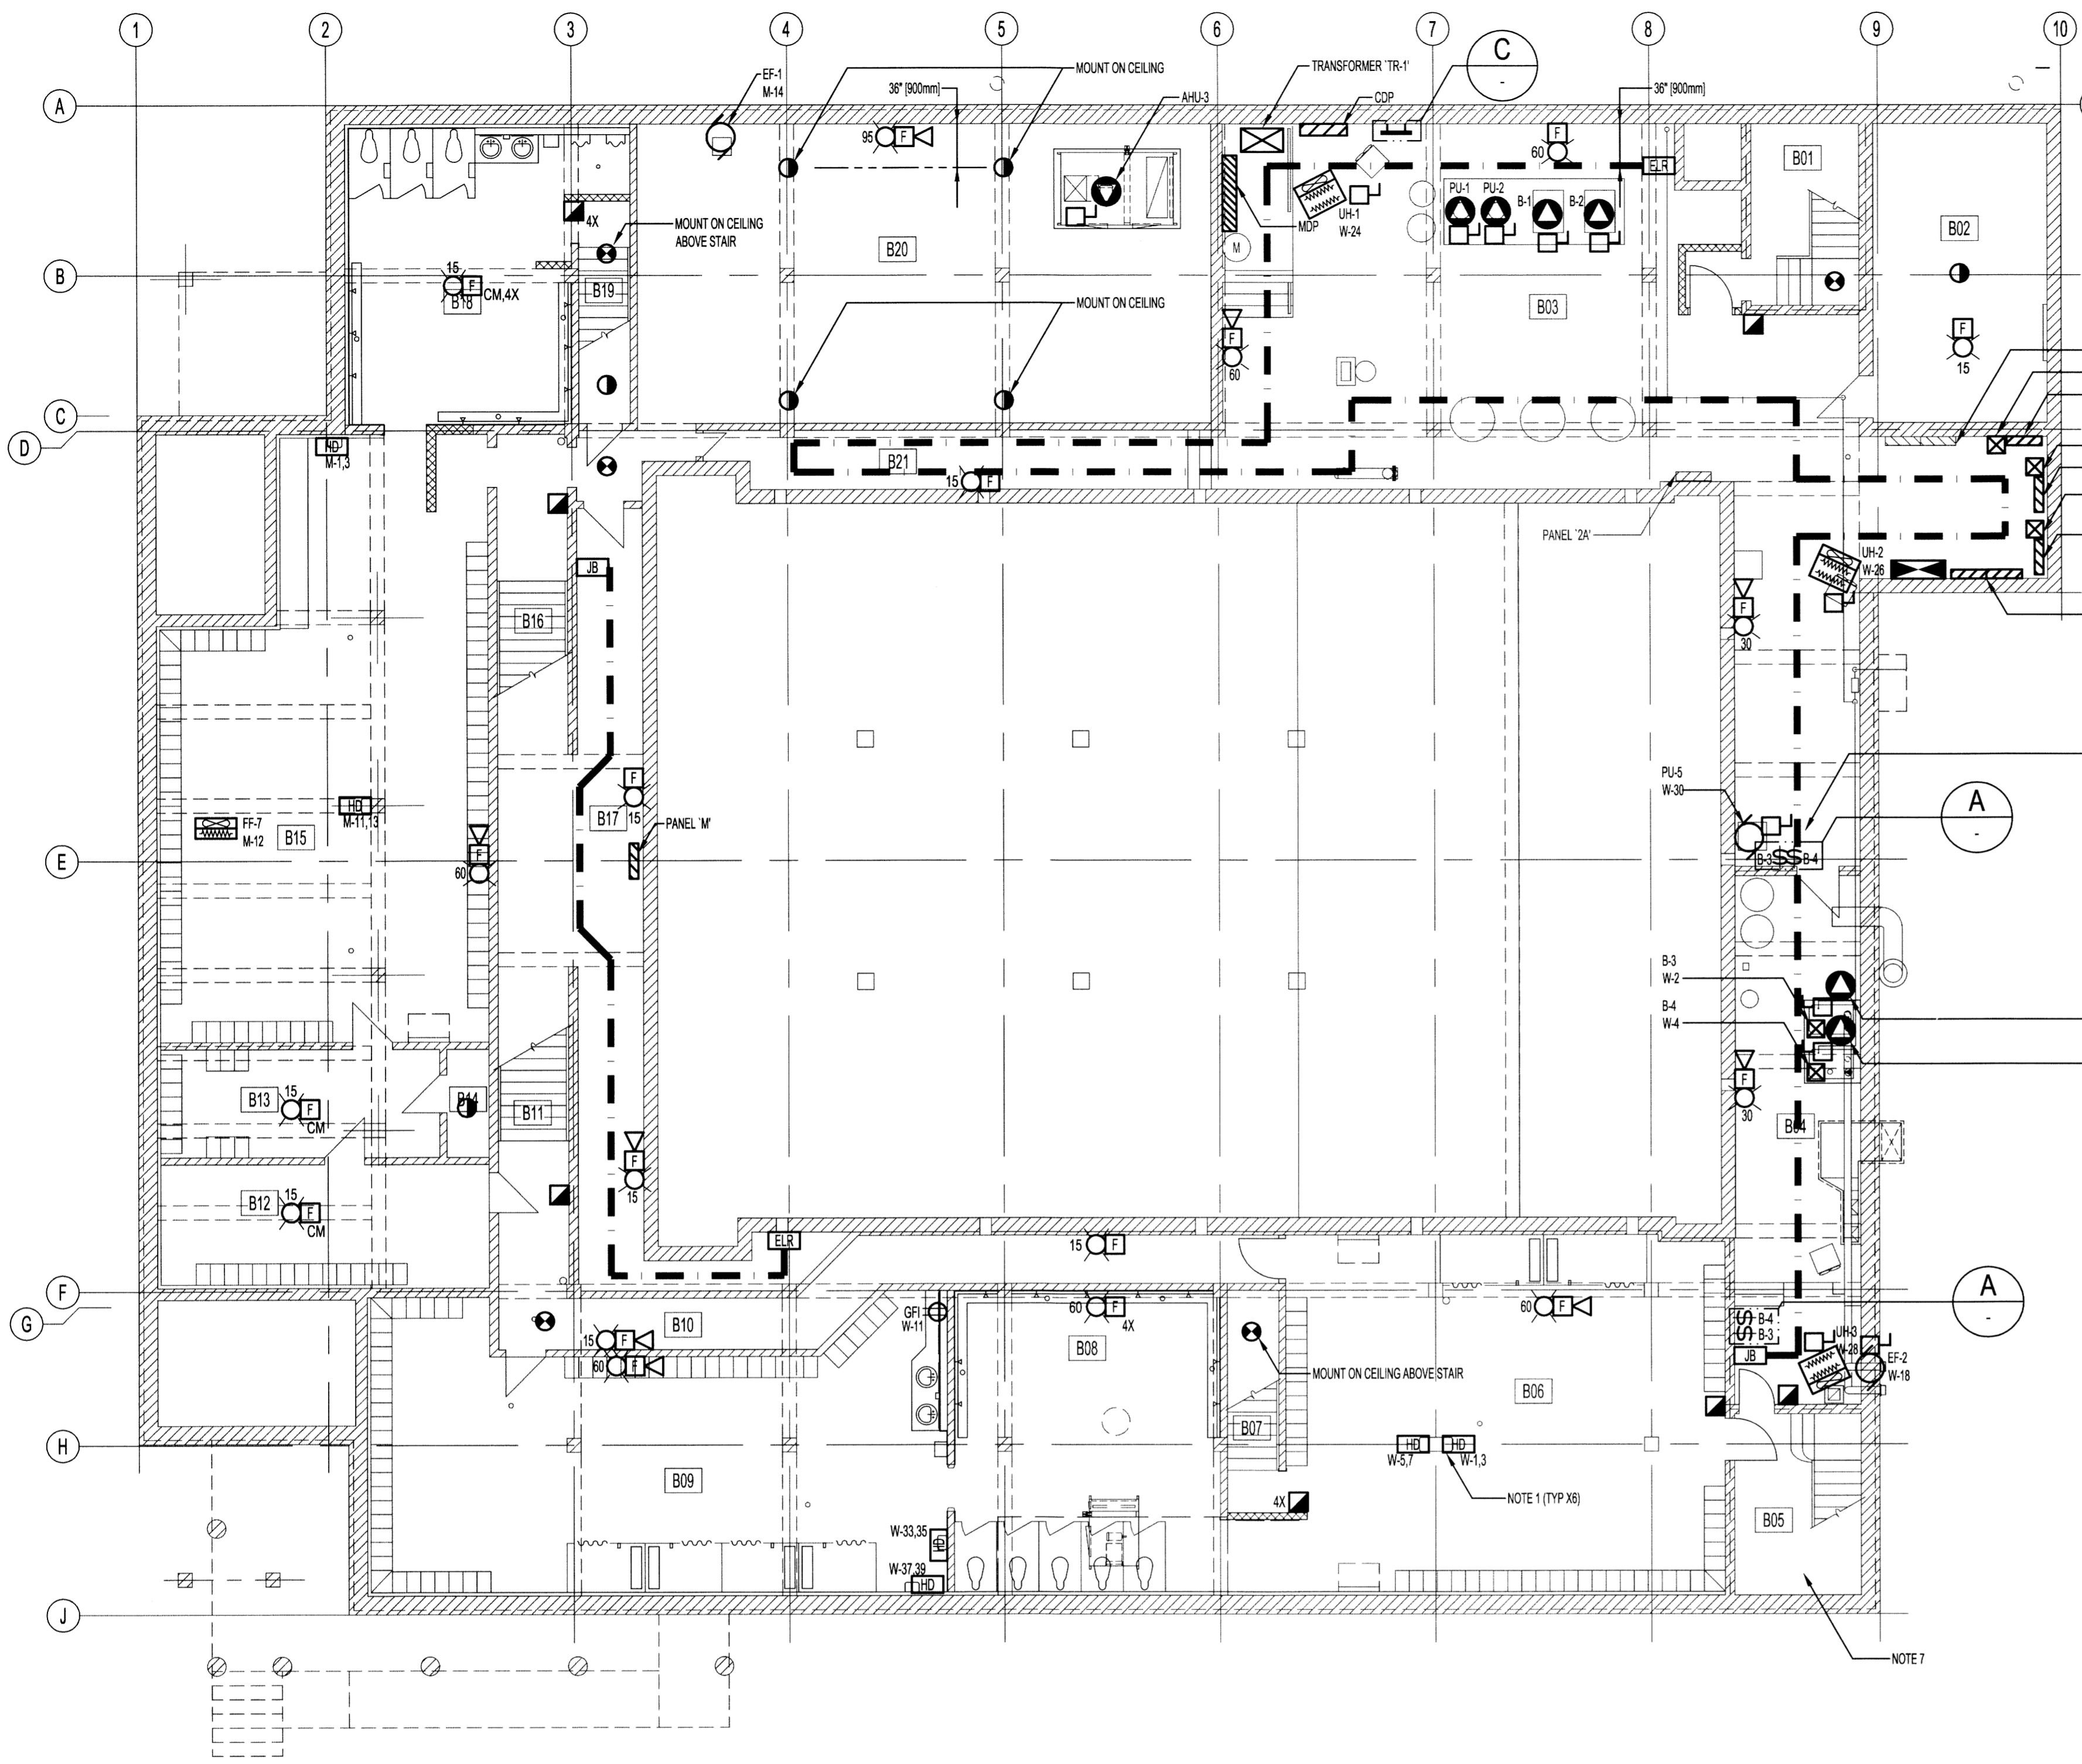 1
2
3
4
5
6
7
8
9
10
A
B
C
D
E
F
G
H
J
EF-1
M-14
MOUNT ON CEILING
36" [900mm]
AHU-3
TRANSFORMER `TR-1'
C
-
CDP
36" [900mm]
95
F
F
60
ELR
B01
PU-1
PU-2
B-1
B-2
UH-1
W-24
MDP
M
4X
MOUNT ON CEILING
ABOVE STAIR
B20
B02
15
F
CM,4X
B18
B19
MOUNT ON CEILING
B03
F
60
F
15
HD
M-1,3
B21
15
F
PANEL `2A'
JB
UH-2
W-26
B16
F
30
F
15
B17
PANEL `M'
PU-5
W-30
A
-
B-3
$$
B-4
HD
M-11,13
FF-7
M-12
B15
F
60
B-3
W-2
B-4
W-4
F
30
B04
X
B13
15
F
CM
B14
B11
B12
15
F
CM
F
15
ELR
15
F
A
-
GFI
W-11
60
F
4X
60
F
B10
15
F
60
F
B08
$$
B-4
B-3
JB
UH-3
W-28
EF-2
W-18
MOUNT ON CEILING ABOVE STAIR
B06
B07
HD
W-5,7
HD
W-1,3
NOTE 1 (TYP X6)
B09
4X
B05
W-33,35
HD
W-37,39
HD
NOTE 7